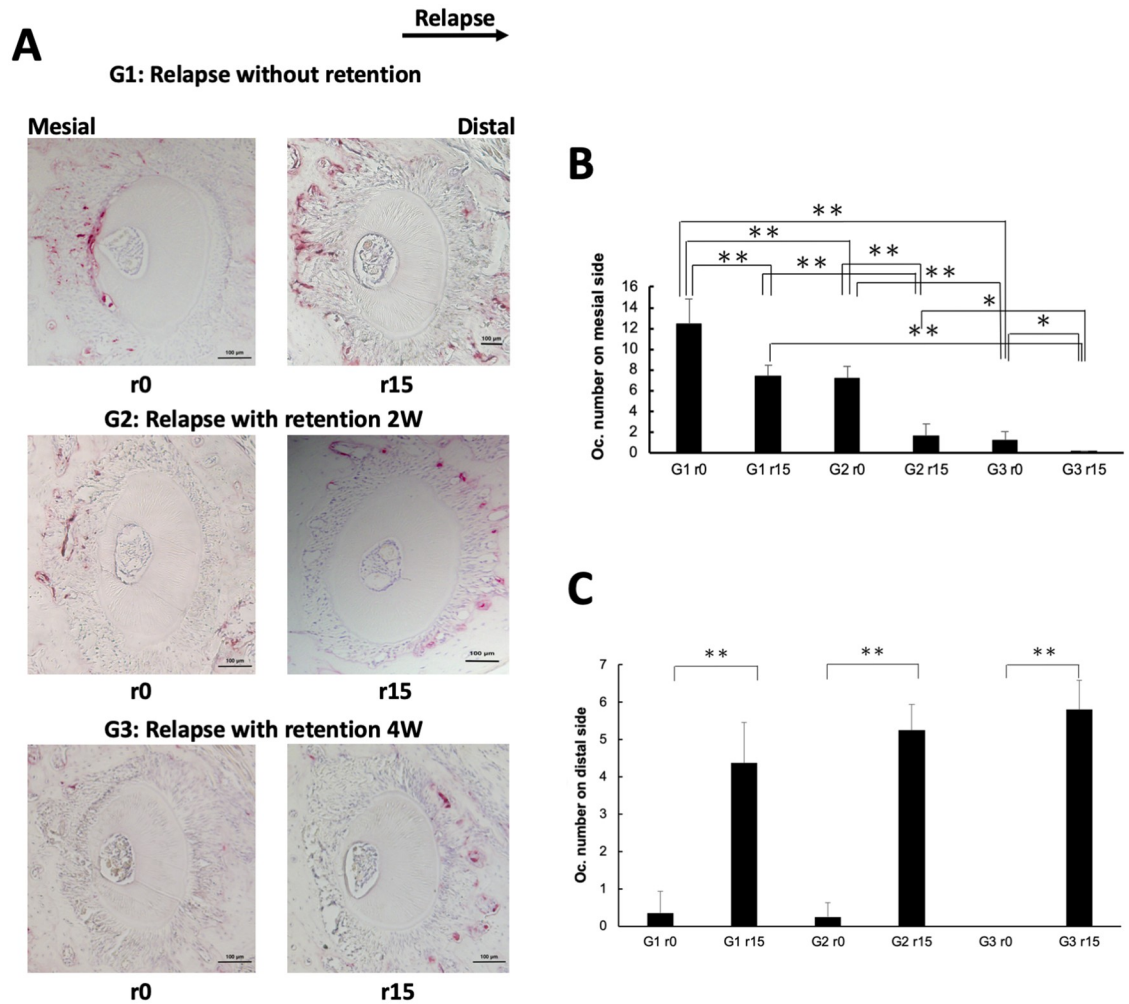 Relapse
A
G1: Relapse without retention
Mesial
Distal
100 µm
100 µm
r0
r15
G2: Relapse with retention 2W
100 µm
100 µm
r0
r15
G3: Relapse with retention 4W
100 µm
100 µm
r0
r15
B
**
**
**
**
**
**
*
*
**
Oc. number on mesial side
16
14
12
10
8
6
4
2
0
G1 r0
G1 r15
G2 r0
G2 r15
G3 r0
G3 r15
C
**
**
**
Oc. number on distal side
7
6
5
4
3
2
1
0
G1 r0
G1 r15
G2 r0
G2 r15
G3 r0
G3 r15